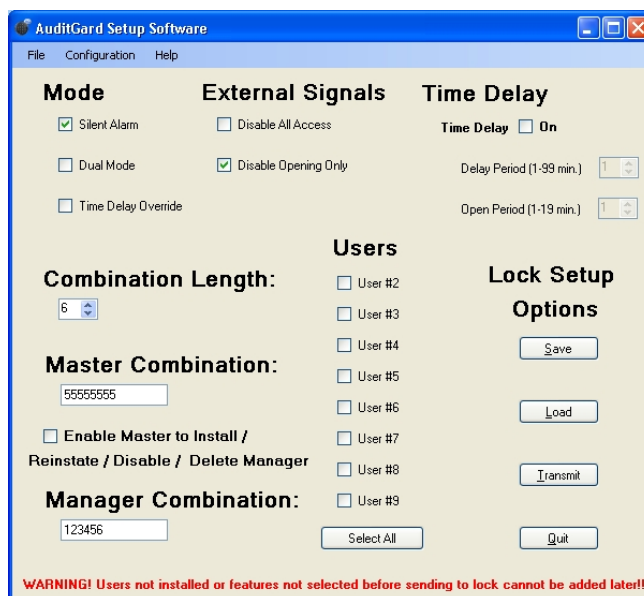 AuditGard Setup Software
File Configuration Help
Mode
Silent Alarm
Dual Mode
Time Delay Override
External Signals
Disable All Access
Disable Opening Only
Time Delay
Time Delay On
Delay Period (1-99 min.) 1
Open Period (1-19 min.) 1
Combination Length:
6
Master Combination:
55555555
Enable Master to Install /
Reinstate / Disable / Delete Manager
Manager Combination:
123456
Users
User #2
User #3
User #4
User #5
User #6
User #7
User #8
User #9
Select All
Lock Setup
Options
Save
Load
Transmit
Quit
WARNING! Users not installed or features not selected before sending to lock cannot be added later!!